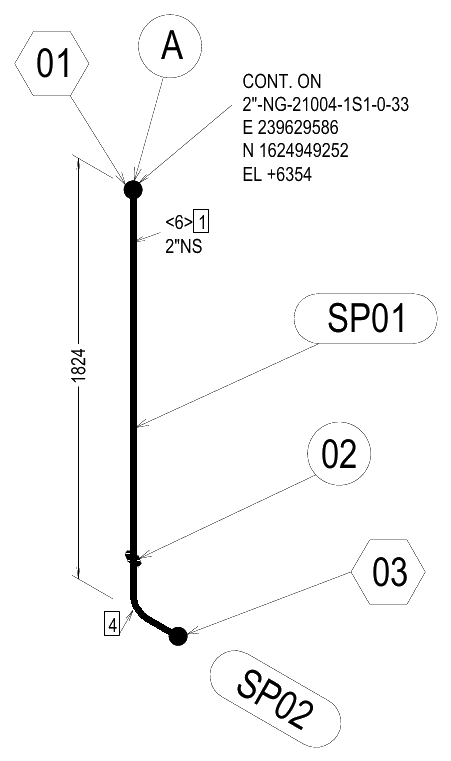 01
A
CONT. ON
2"-NG-21004-1S1-0-33
E 239629586
N 1624949252
EL +6354
<6> 1
2"NS
SP01
1824
02
03
4
SP02